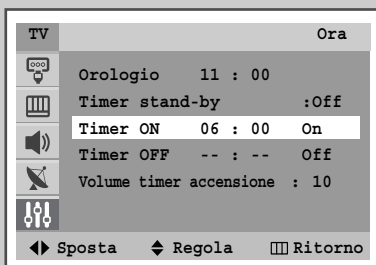 TV Ora
Orologio 11 : 00
Timer stand-by :Off
Timer ON 06 : 00 On
Timer OFF -- : -- Off
Volume timer accensione : 10
Sposta Regola Ritorno